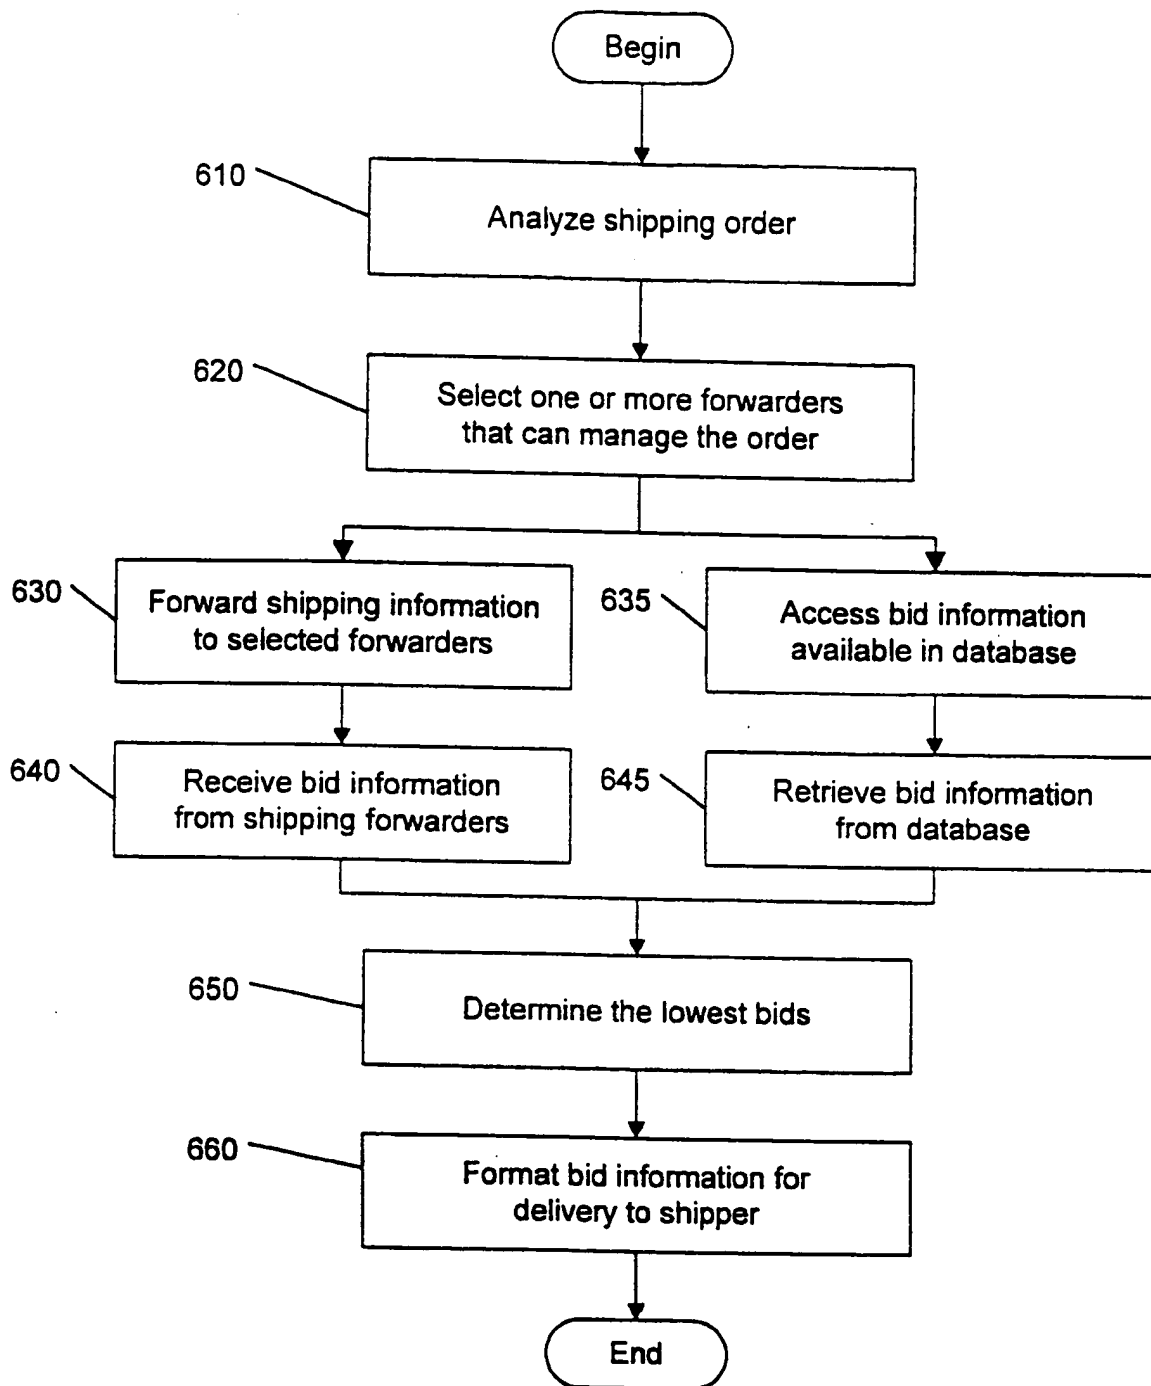 Begin
610
Analyze shipping order
620
Select one or more forwarders
that can manage the order
630
Forward shipping information
to selected forwarders
635
Access bid information
available in database
640
Receive bid information
from shipping forwarders
645
Retrieve bid information
from database
650
Determine the lowest bids
660
Format bid information for
delivery to shipper
End